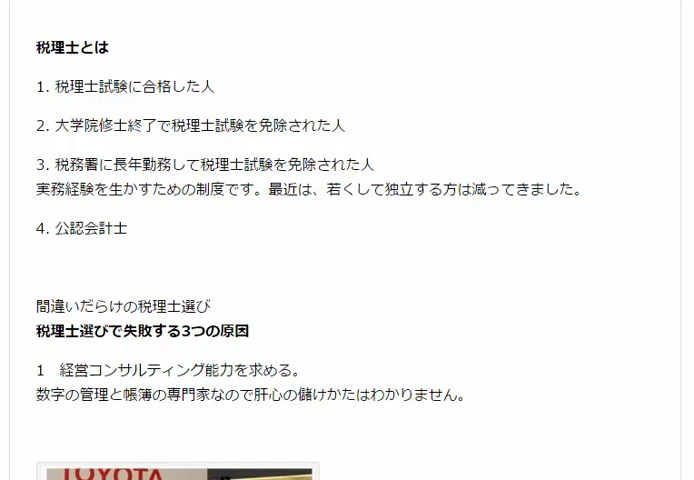 税理士とは
1. 税理士試験に合格した人
2. 大学院修士終了で税理士試験を免除された人
3. 税務署に長年勤務して税理士試験を免除された人
実務経験を生かすための制度です。最近は、若くして独立する方は減ってきました。
4. 公認会計士
間違いだらけの税理士選び
税理士選びで失敗する3つの原因
1　経営コンサルティング能力を求める。
数字の管理と帳簿の専門家なので肝心の儲けかたはわかりません。
TOYOTA